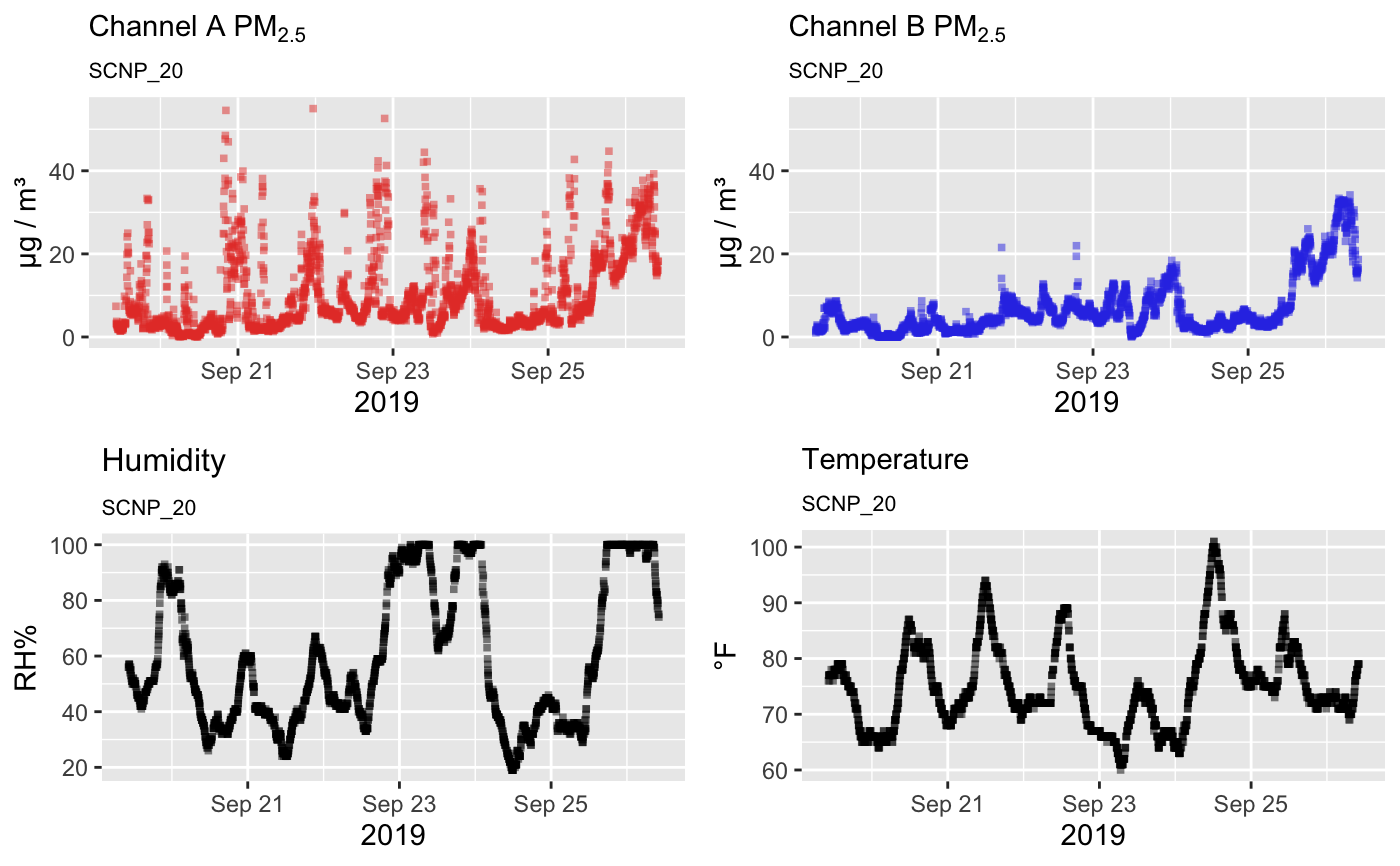 Channel A PM2.5
SCNP_20
µg / m³
40
20
0
Sep 21 Sep 23 Sep 25
2019
Channel B PM2.5
SCNP_20
µg / m³
40
20
0
Sep 21 Sep 23 Sep 25
2019
Humidity
SCNP_20
RH%
100
80
60
40
20
Sep 21 Sep 23 Sep 25
2019
Temperature
SCNP_20
°F
100
90
80
70
60
Sep 21 Sep 23 Sep 25
2019